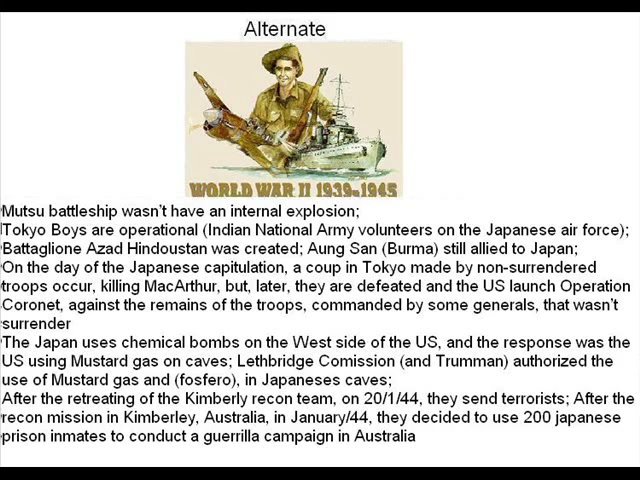 Alternate
WORLD WAR II 1939-1945
Mutsu battleship wasn't have an internal explosion;
Tokyo Boys are operational (Indian National Army volunteers on the Japanese air force);
Battaglione Azad Hindoustan was created; Aung San (Burma) still allied to Japan;
On the day of the Japanese capitulation, a coup in Tokyo made by non-surrendered
troops occur, killing MacArthur, but, later, they are defeated and the US launch Operation
Coronet, against the remains of the troops, commanded by some generals, that wasn't
surrender
The Japan uses chemical bombs on the West side of the US, and the response was the
US using Mustard gas on caves; Lethbridge Comission (and Trumman) authorized the
use of Mustard gas and (fosfero), in Japaneses caves;
After the retreating of the Kimberly recon team, on 20/1/44, they send terrorists; After the
recon mission in Kimberley, Australia, in January/44, they decided to use 200 japanese
prison inmates to conduct a guerrilla campaign in Australia